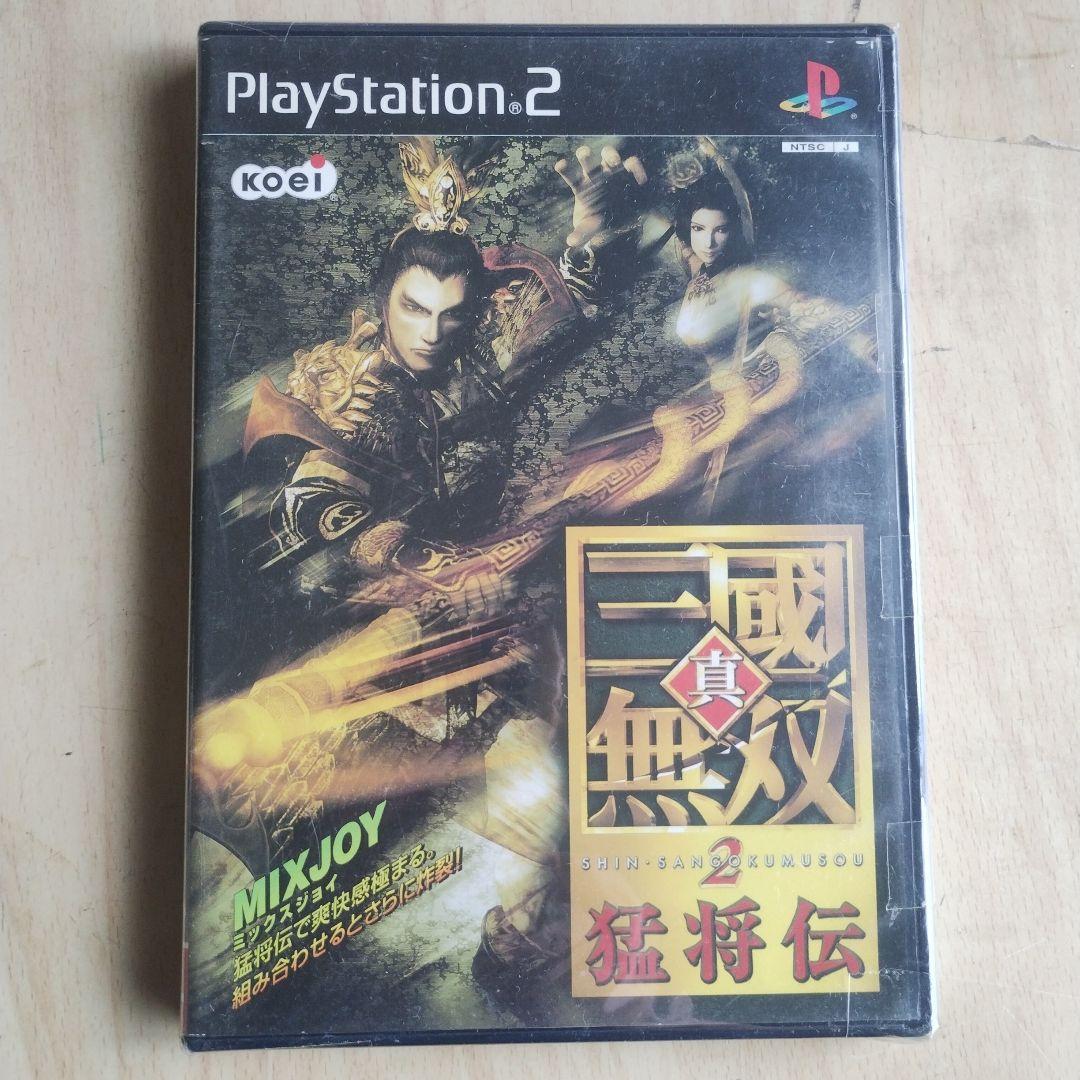 PlayStation®2
NTSC J
KOEI®
三國
真
無双
2
SHIN・SANGOKUMUSOU
猛将伝
MIXJOY
ミックスジョイ
猛将伝で爽快感極まる。
組み合わせるとさらに炸裂!